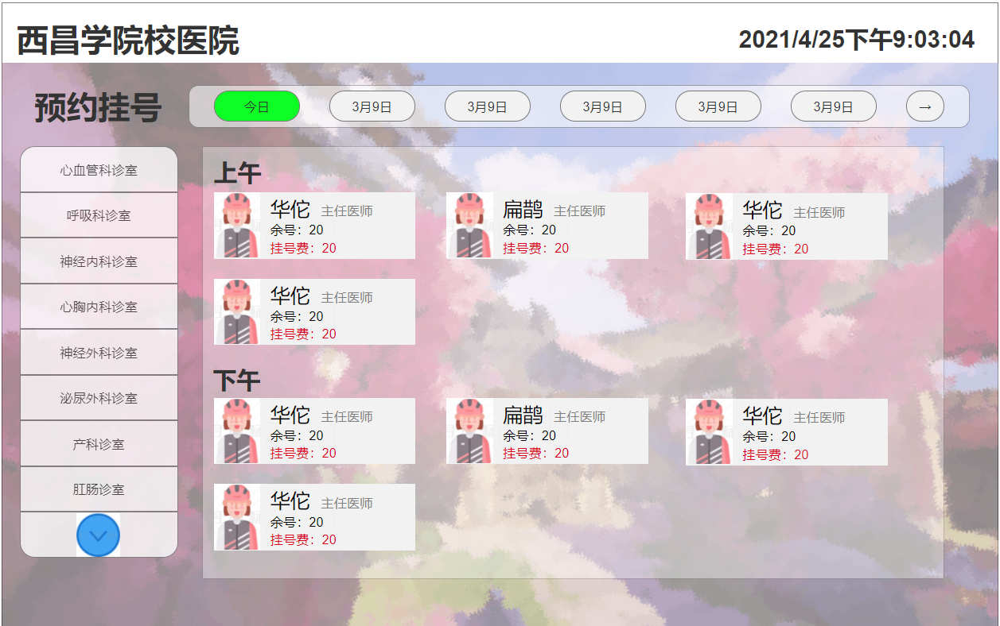 西昌学院校医院
2021/4/25下午9:03:04
预约挂号
今日
3月9日
3月9日
3月9日
3月9日
3月9日
→
心血管科诊室
呼吸科诊室
神经内科诊室
心胸内科诊室
神经外科诊室
泌尿外科诊室
产科诊室
肛肠诊室
上午
华佗 主任医师
余号：20
挂号费：20
扁鹊 主任医师
余号：20
挂号费：20
华佗 主任医师
余号：20
挂号费：20
华佗 主任医师
余号：20
挂号费：20
下午
华佗 主任医师
余号：20
挂号费：20
扁鹊 主任医师
余号：20
挂号费：20
华佗 主任医师
余号：20
挂号费：20
华佗 主任医师
余号：20
挂号费：20